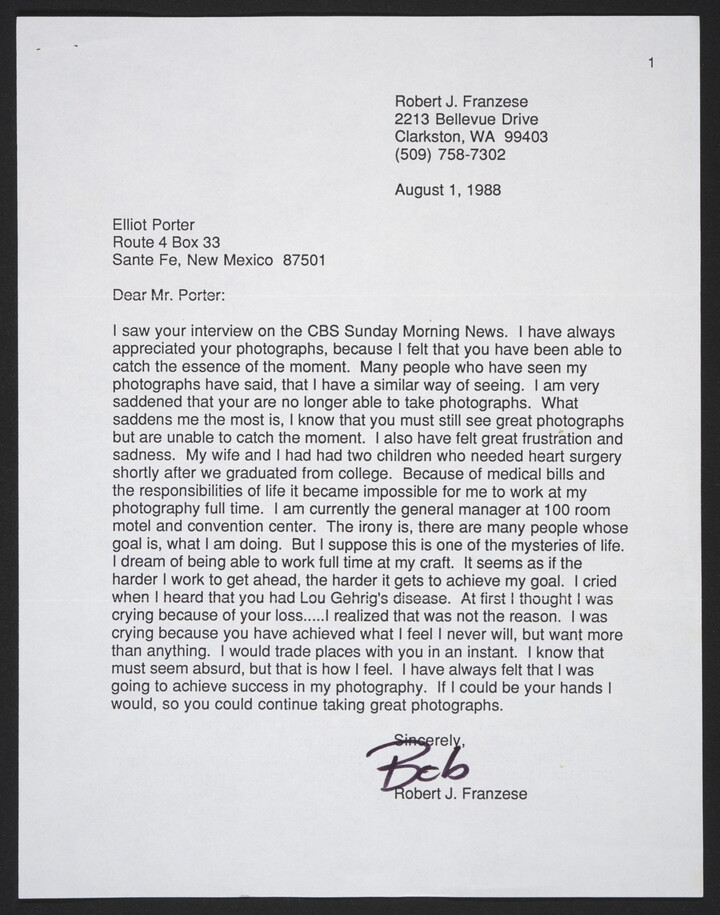 1
Robert J. Franzese
2213 Bellevue Drive
Clarkston, WA 99403
(509) 758-7302
August 1, 1988
Elliot Porter
Route 4 Box 33
Sante Fe, New Mexico 87501
Dear Mr. Porter:
I saw your interview on the CBS Sunday Morning News. I have always
appreciated your photographs, because I felt that you have been able to
catch the essence of the moment. Many people who have seen my
photographs have said, that I have a similar way of seeing. I am very
saddened that your are no longer able to take photographs. What
saddens me the most is, I know that you must still see great photographs
but are unable to catch the moment. I also have felt great frustration and
sadness. My wife and I had had two children who needed heart surgery
shortly after we graduated from college. Because of medical bills and
the responsibilities of life it became impossible for me to work at my
photography full time. I am currently the general manager at 100 room
motel and convention center. The irony is, there are many people whose
goal is, what I am doing. But I suppose this is one of the mysteries of life.
I dream of being able to work full time at my craft. It seems as if the
harder I work to get ahead, the harder it gets to achieve my goal. I cried
when I heard that you had Lou Gehrig's disease. At first I thought I was
crying because of your loss.....I realized that was not the reason. I was
crying because you have achieved what I feel I never will, but want more
than anything. I would trade places with you in an instant. I know that
must seem absurd, but that is how I feel. I have always felt that I was
going to achieve success in my photography. If I could be your hands I
would, so you could continue taking great photographs.
Sincerely,
Bob
Robert J. Franzese